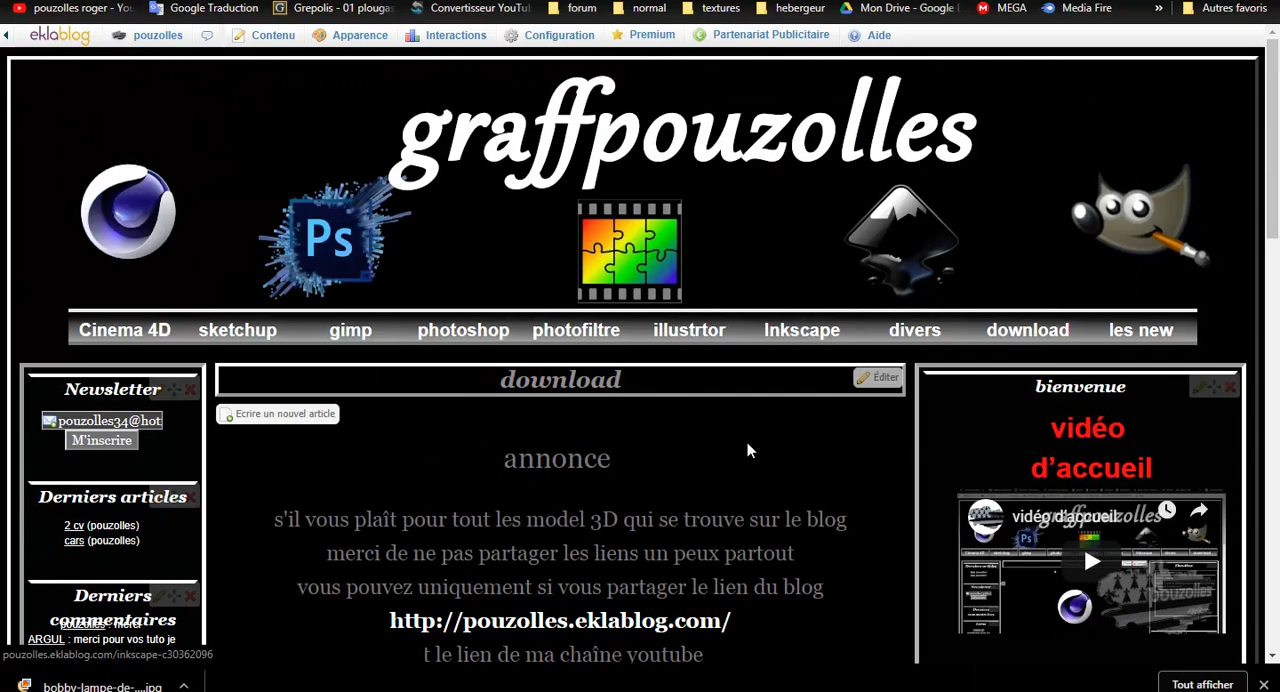 pouzolles roger - You Google Traduction Grepolis - 01 plougas Convertisseur YouTu forum normal textures hebergeur Mon Drive - Google MEGA Media Fire » Autres favoris
eklablog pouzolles Contenu Apparence Interactions Configuration Premium Partenariat Publicitaire Aide
graffpouzolles
Ps
Cinema 4D sketchup gimp photoshop photofiltre illustrtor Inkscape divers download les new
Newsletter
pouzolles34@hot
M'inscrire
Derniers articles
2 cv (pouzolles)
cars (pouzolles)
Derniers
commentaires
pouzolles : merci
ARGUL : merci pour vos tuto je
download
Éditer
Ecrire un nouvel article
annonce
s'il vous plaît pour tout les model 3D qui se trouve sur le blog
merci de ne pas partager les liens un peux partout
vous pouvez uniquement si vous partager le lien du blog
http://pouzolles.eklablog.com/
t le lien de ma chaîne youtube
bienvenue
vidéo
d'accueil
vidéo d'accueil
pouzolles.eklablog.com/inkscape-c30362096
bobby-lampe-de-....jpg
Tout afficher